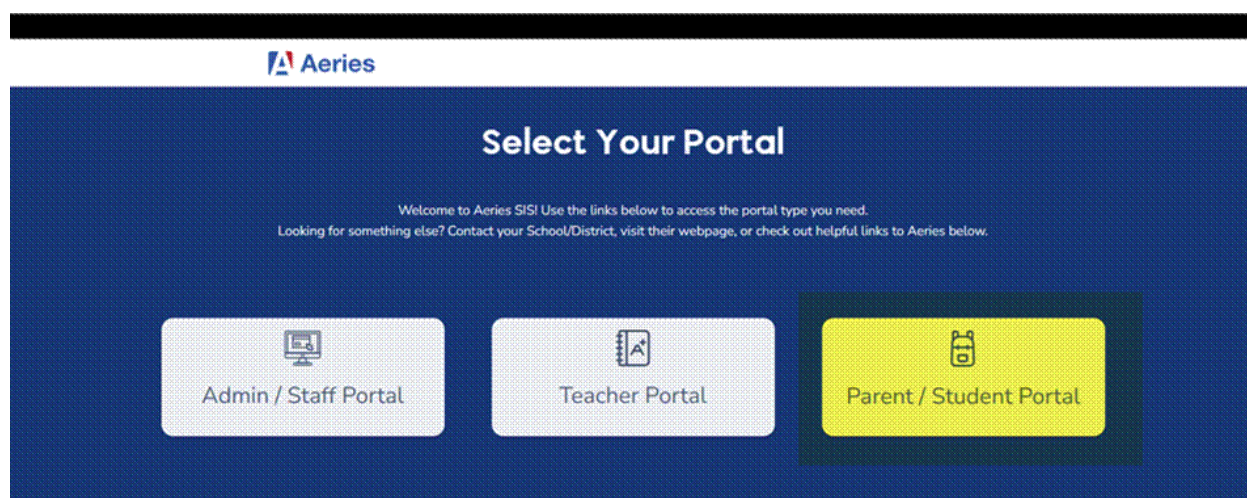 Aeries
Select Your Portal
Welcome to Aeries SIS! Use the links below to access the portal type you need.
Looking for something else? Contact your School/District, visit their webpage, or check out helpful links to Aeries below.
Admin / Staff Portal
Teacher Portal
Parent / Student Portal